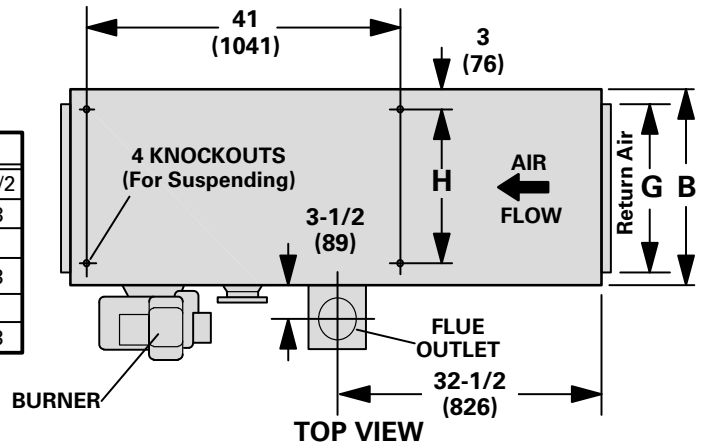 41
(1041)
3
(76)
/2
4 KNOCKOUTS
(For Suspending)
H
AIR
FLOW
Return Air
G
B
3-1/2
(89)
FLUE
OUTLET
BURNER
32-1/2
(826)
TOP VIEW